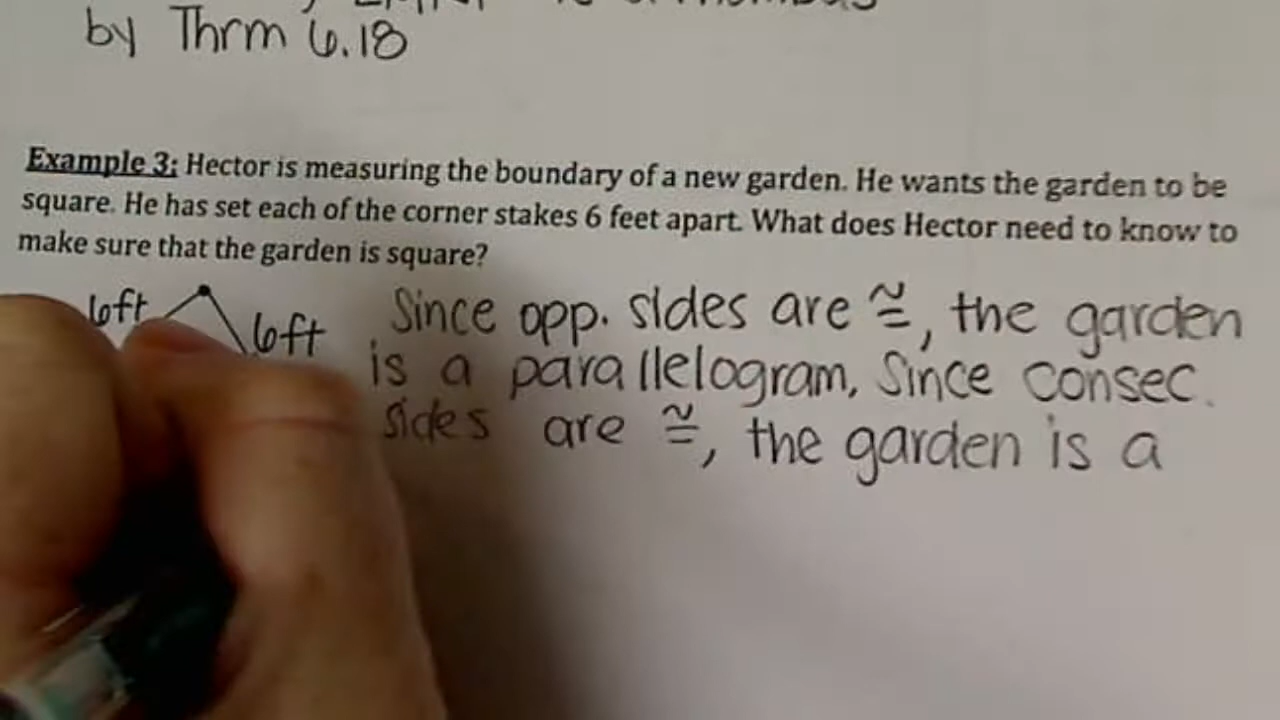 by Thrm 6.18
Example 3: Hector is measuring the boundary of a new garden. He wants the garden to be
square. He has set each of the corner stakes 6 feet apart. What does Hector need to know to
make sure that the garden is square?
6ft
6ft
Since opp. sides are ≅, the garden
is a parallelogram. Since consec.
sides are ≅, the garden is a